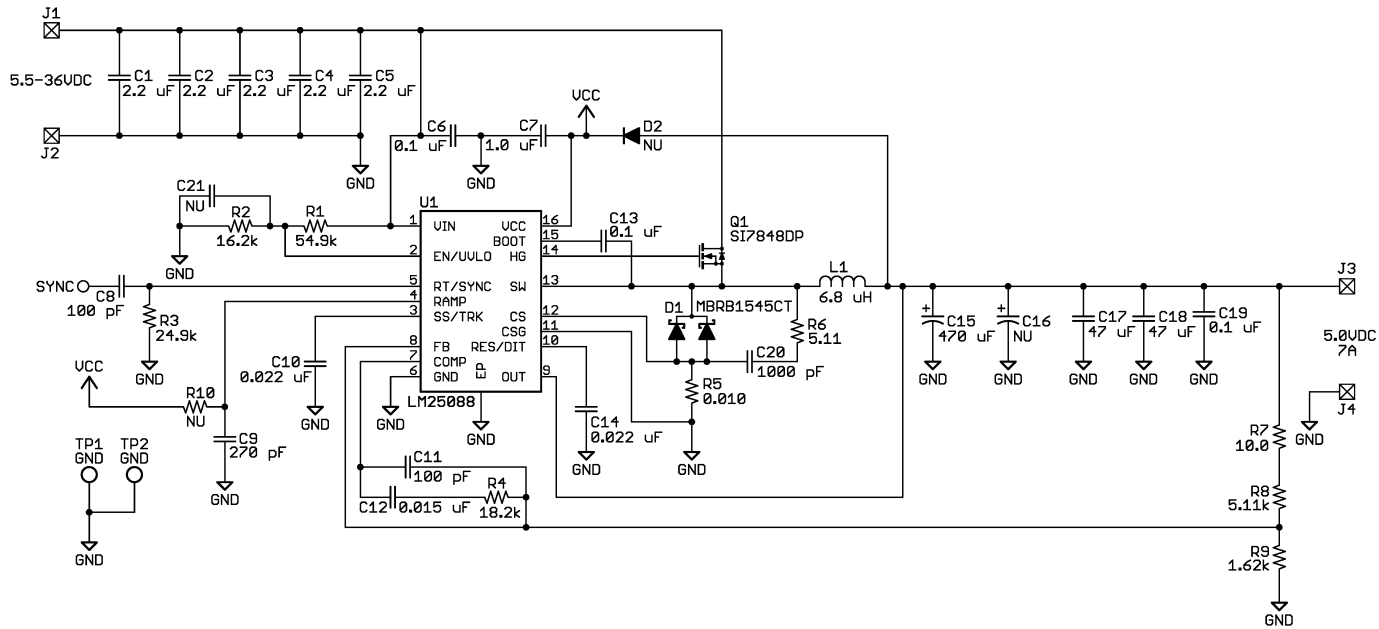 J1
5.5-36VDC
C1
2.2 uF
C2
2.2 uF
C3
2.2 uF
C4
2.2 uF
C5
2.2 uF
J2
GND
C6
0.1 uF
GND
C7
1.0 uF
VCC
D2
NU
C21
NU
R2
16.2k
R1
54.9k
GND
U1
1 VIN
2 EN/UVLO
5 RT/SYNC
4 RAMP
3 SS/TRK
8 FB
7 COMP
6 GND
EP
VCC 16
BOOT 15
HG 14
SW 13
CS 12
CSG 11
RES/DIT 10
OUT 9
LM25088
GND
GND
C13
0.1 uF
Q1
SI7848DP
SYNC
C8
100 pF
R3
24.9k
GND
VCC
R10
NU
C9
270 pF
GND
C10
0.022 uF
GND
TP1
GND
TP2
GND
GND
C11
100 pF
C12
0.015 uF
R4
18.2k
C14
0.022 uF
GND
D1
MBRB1545CT
R5
0.010
GND
C20
1000 pF
R6
5.11
L1
6.8 uH
C15
470 uF
GND
C16
NU
GND
C17
47 uF
GND
C18
47 uF
GND
C19
0.1 uF
GND
J3
5.0VDC
7A
J4
GND
R7
10.0
R8
5.11k
R9
1.62k
GND